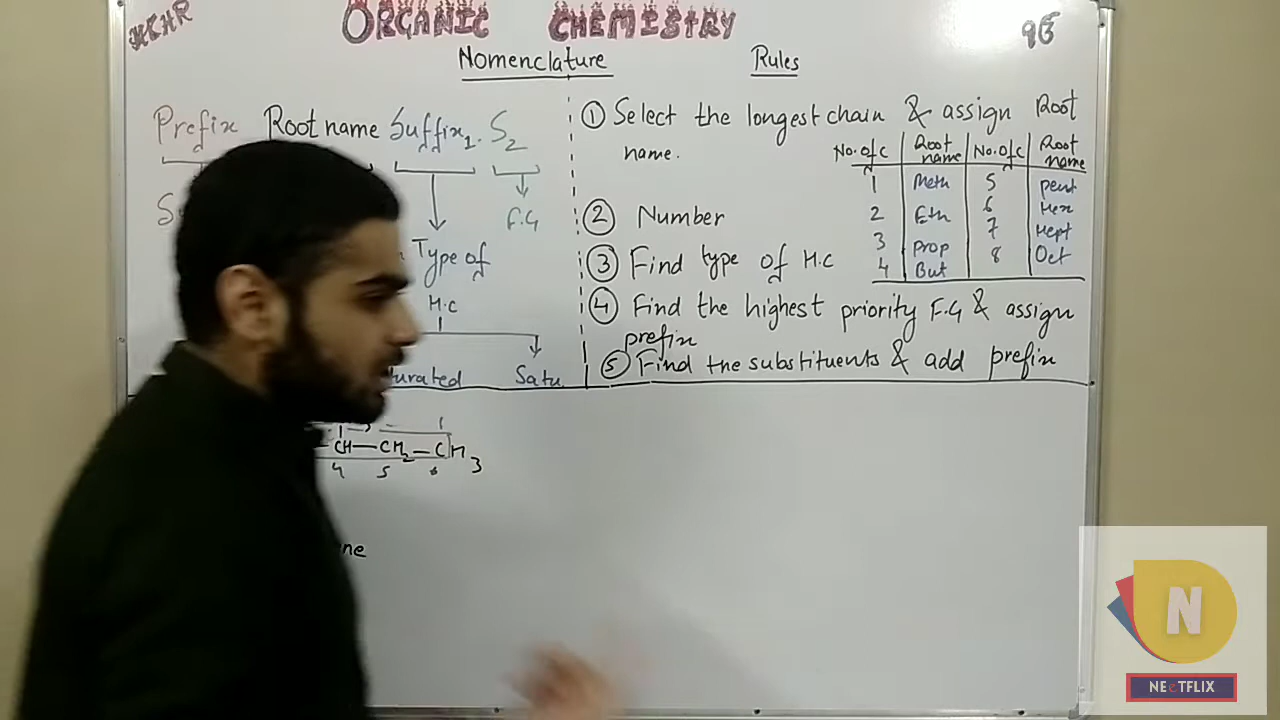 ORGANIC CHEMISTRY
Nomenclature Rules
Prefix Root name Suffix1. S2
F.G
Type of
H.C
Satu
① Select the longest chain & assign Root
name.
No. of C Root name No. of C Root name
1 Meth 5 pent
2 Eth 6 Hex
3 Prop 7 Hept
4 But 8 Oct
② Number
③ Find type of H.C
④ Find the highest priority F.G & assign
prefix
⑤ Find the substituents & add prefix
CH—CH2—CH3
4 5 6
ne
NEeTFLIX
N